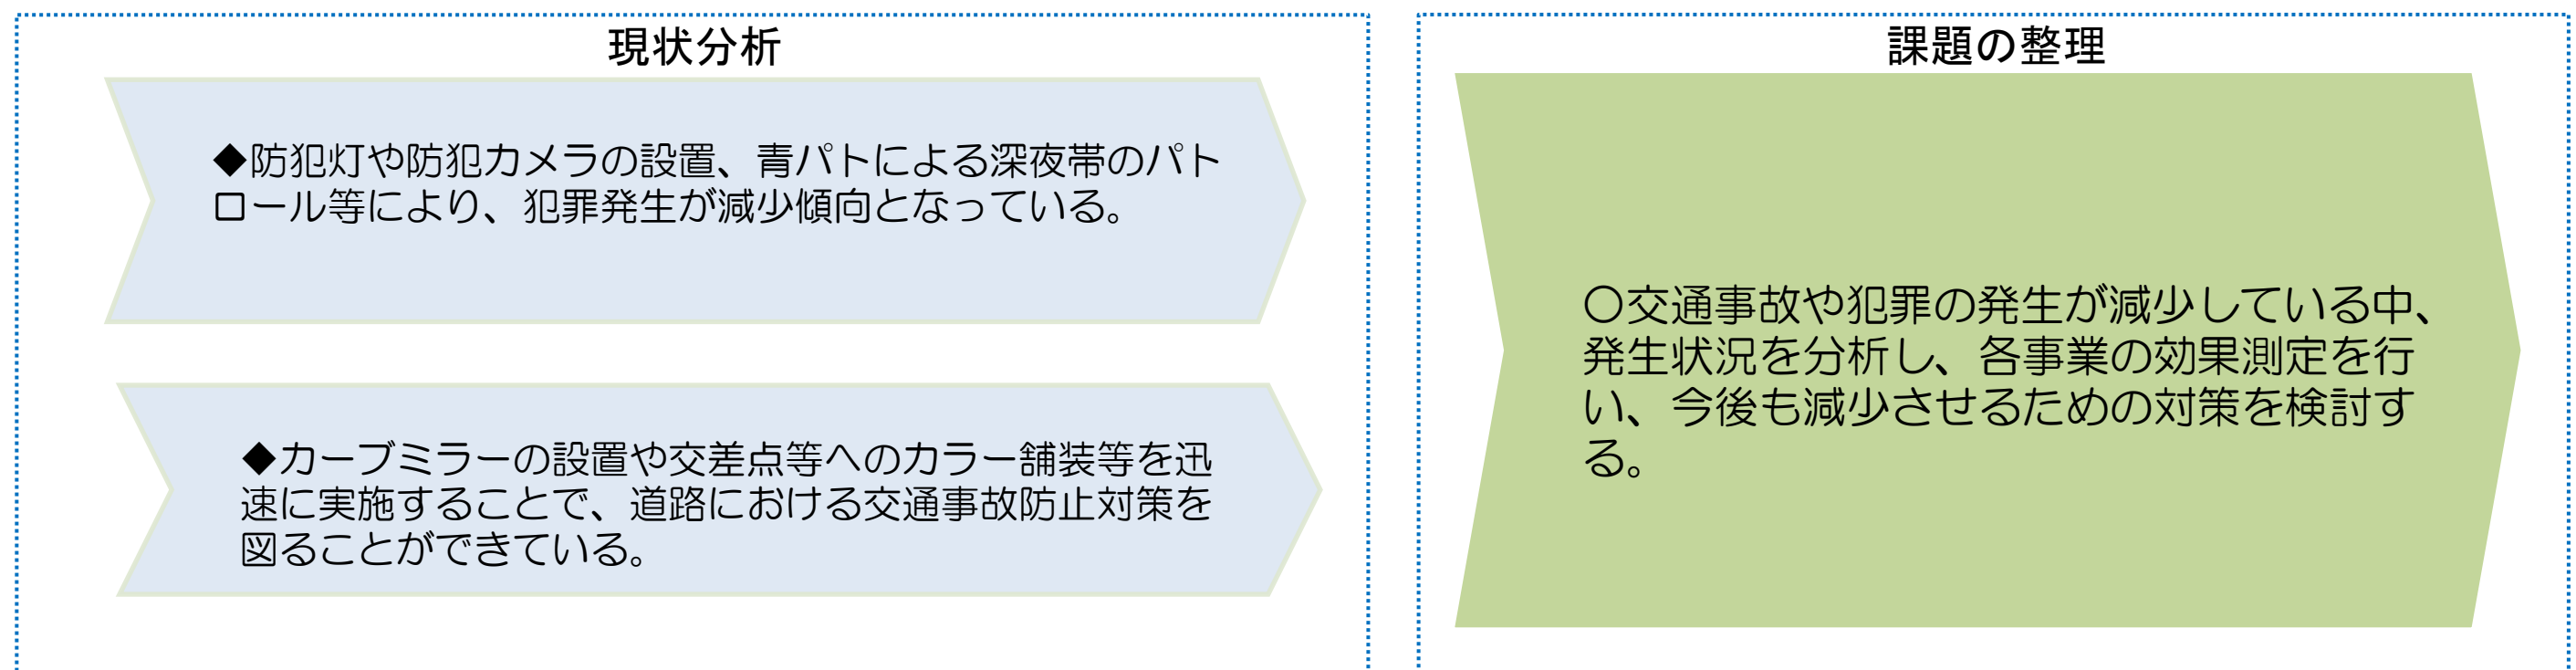 現状分析
◆防犯灯や防犯カメラの設置、青パトによる深夜帯のパト
ロール等により、犯罪発生が減少傾向となっている。
◆カーブミラーの設置や交差点等へのカラー舗装等を迅
速に実施することで、道路における交通事故防止対策を
図ることができている。
課題の整理
〇交通事故や犯罪の発生が減少している中、
発生状況を分析し、各事業の効果測定を行
い、今後も減少させるための対策を検討す
る。